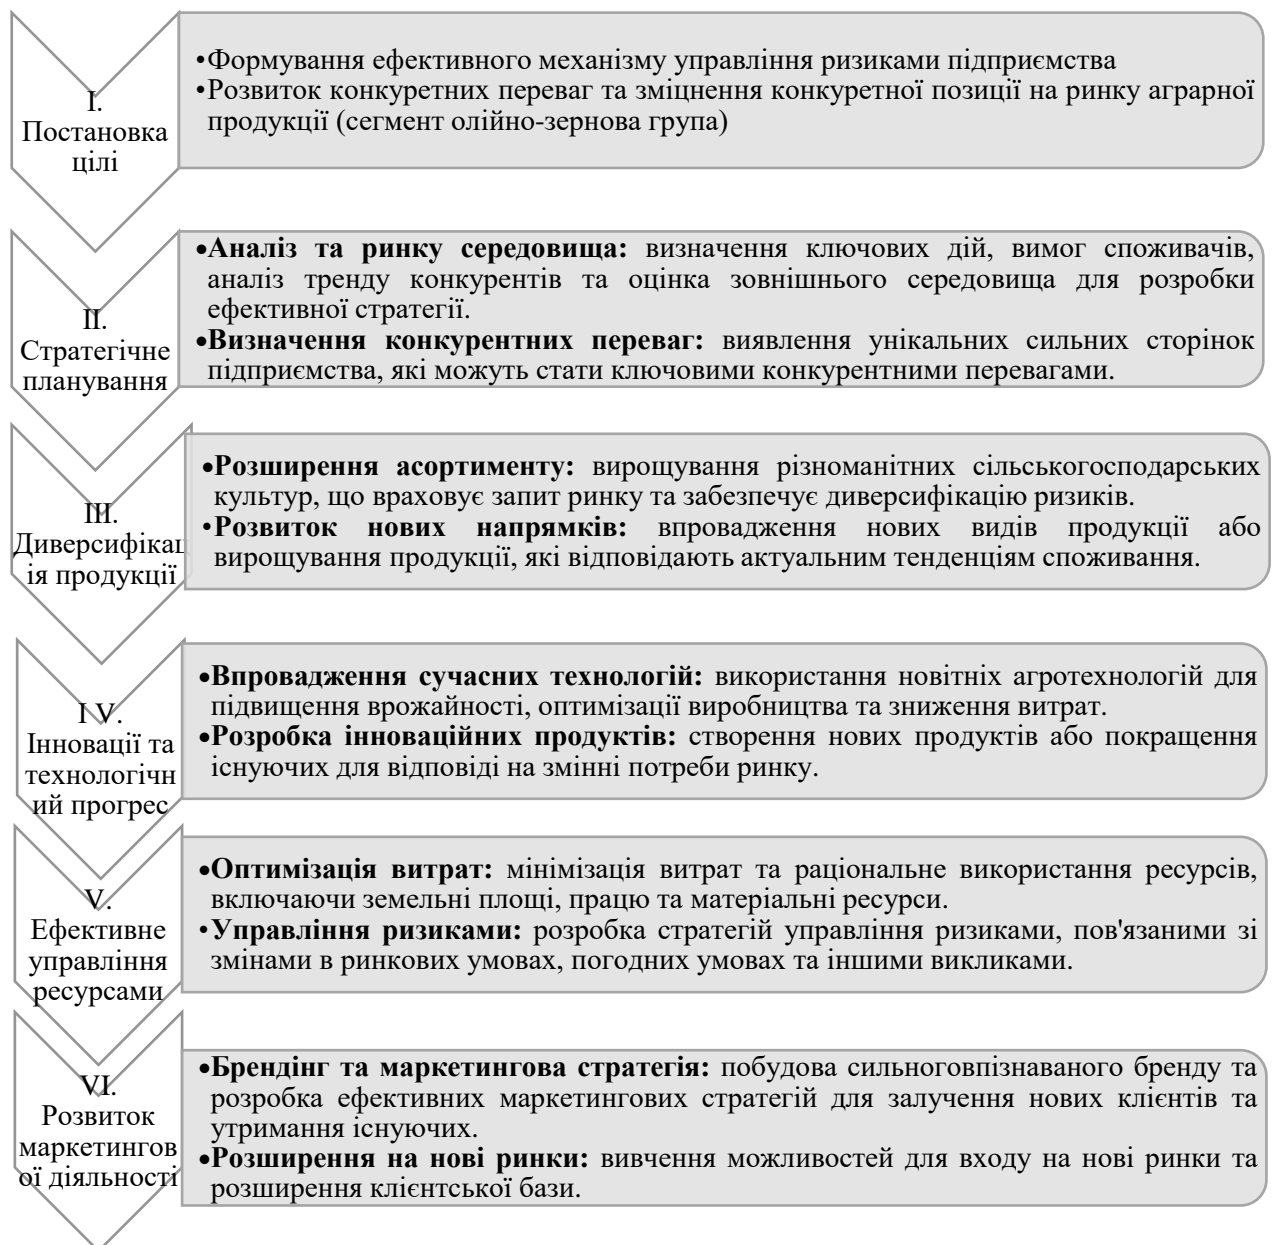 I.
Постановка
цілі
•Формування ефективного механізму управління ризиками підприємства
•Розвиток конкуретних переваг та зміцнення конкуретної позиції на ринку аграрної
продукції (сегмент олійно-зернова група)
II.
Стратегічне
планування
•Аналіз та ринку середовища: визначення ключових дій, вимог споживачів,
аналіз тренду конкурентів та оцінка зовнішнього середовища для розробки
ефективної стратегії.
•Визначення конкурентних переваг: виявлення унікальних сильних сторінок
підприємства, які можуть стати ключовими конкурентними перевагами.
III.
Диверсифікац
ія продукції
•Розширення асортименту: вирощування різноманітних сільськогосподарських
культур, що враховує запит ринку та забезпечує диверсифікацію ризиків.
•Розвиток нових напрямків: впровадження нових видів продукції або
вирощування продукції, які відповідають актуальним тенденціям споживання.
I V.
Інновації та
технологічн
ий прогрес
•Впровадження сучасних технологій: використання новітніх агротехнологій для
підвищення врожайності, оптимізації виробництва та зниження витрат.
•Розробка інноваційних продуктів: створення нових продуктів або покращення
існуючих для відповіді на змінні потреби ринку.
V.
Ефективне
управління
ресурсами
•Оптимізація витрат: мінімізація витрат та раціональне використання ресурсів,
включаючи земельні площі, працю та матеріальні ресурси.
•Управління ризиками: розробка стратегій управління ризиками, пов'язаними зі
змінами в ринкових умовах, погодних умовах та іншими викликами.
VI.
Розвиток
маркетингов
ої діяльності
•Брендінг та маркетингова стратегія: побудова сильноговпізнаваного бренду та
розробка ефективних маркетингових стратегій для залучення нових клієнтів та
утримання існуючих.
•Розширення на нові ринки: вивчення можливостей для входу на нові ринки та
розширення клієнтської бази.